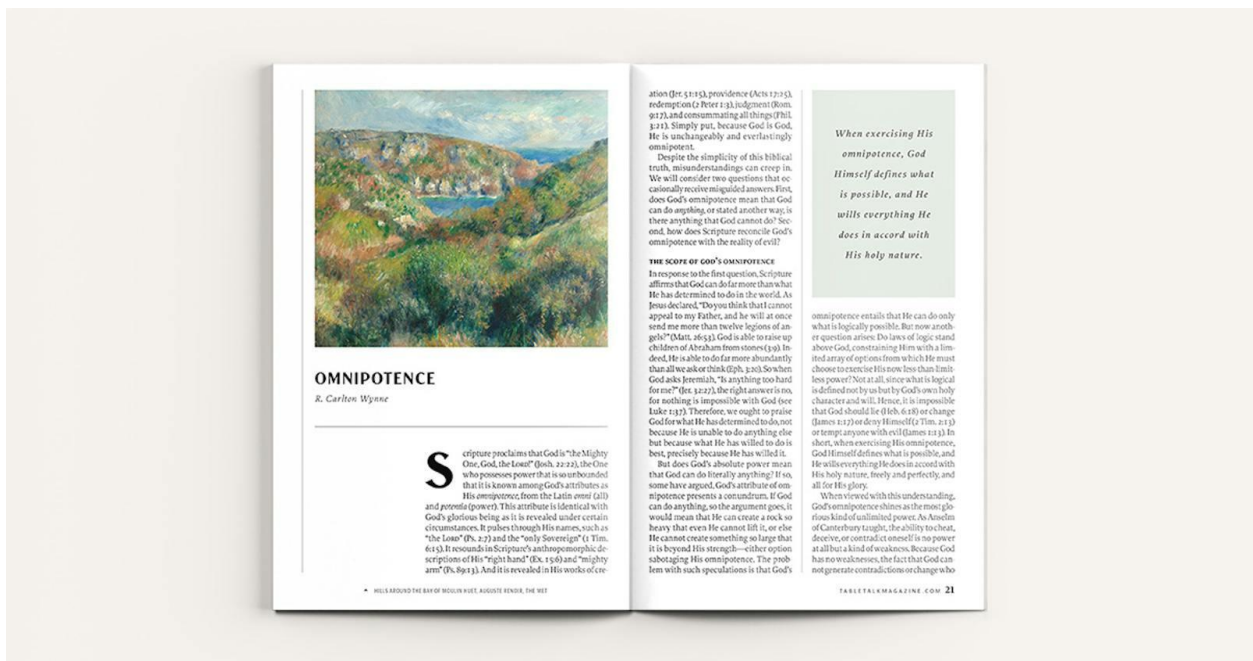 OMNIPOTENCE
R. Carlton Wynne
Scripture proclaims that God is “the Mighty
One, God, the LORD!” (Josh. 22:22), the One
who possesses power that is so unbounded
that it is known among God’s attributes as
His omnipotence, from the Latin omni (all)
and potentia (power). This attribute is identical with
God’s glorious being as it is revealed under certain
circumstances. It pulses through His names, such as
“the LORD” (Ps. 2:7) and the “only Sovereign” (1 Tim.
6:15). It resounds in Scripture’s anthropomorphic de-
scriptions of His “right hand” (Ex. 15:6) and “mighty
arm” (Ps. 89:13). And it is revealed in His works of cre-
HILLS AROUND THE BAY OF MOULIN HUET, AUGUSTE RENOIR, THE MET
ation (Jer. 51:15), providence (Acts 17:25),
redemption (2 Peter 1:3), judgment (Rom.
9:17), and consummating all things (Phil.
3:21). Simply put, because God is God,
He is unchangeably and everlastingly
omnipotent.
Despite the simplicity of this biblical
truth, misunderstandings can creep in.
We will consider two questions that oc-
casionally receive misguided answers. First,
does God’s omnipotence mean that God
can do anything, or stated another way, is
there anything that God cannot do? Sec-
ond, how does Scripture reconcile God’s
omnipotence with the reality of evil?
THE SCOPE OF GOD’S OMNIPOTENCE
In response to the first question, Scripture
affirms that God can do far more than what
He has determined to do in the world. As
Jesus declared, “Do you think that I cannot
appeal to my Father, and he will at once
send me more than twelve legions of an-
gels?” (Matt. 26:53). God is able to raise up
children of Abraham from stones (3:9). In-
deed, He is able to do far more abundantly
than all we ask or think (Eph. 3:20). So when
God asks Jeremiah, “Is anything too hard
for me?” (Jer. 32:27), the right answer is no,
for nothing is impossible with God (see
Luke 1:37). Therefore, we ought to praise
God for what He has determined to do, not
because He is unable to do anything else
but because what He has willed to do is
best, precisely because He has willed it.
But does God’s absolute power mean
that God can do literally anything? If so,
some have argued, God’s attribute of om-
nipotence presents a conundrum. If God
can do anything, so the argument goes, it
would mean that He can create a rock so
heavy that even He cannot lift it, or else
He cannot create something so large that
it is beyond His strength—either option
sabotaging His omnipotence. The prob-
lem with such speculations is that God’s
When exercising His
omnipotence, God
Himself defines what
is possible, and He
wills everything He
does in accord with
His holy nature.
omnipotence entails that He can do only
what is logically possible. But now anoth-
er question arises: Do laws of logic stand
above God, constraining Him with a lim-
ited array of options from which He must
choose to exercise His now less than limit-
less power? Not at all, since what is logical
is defined not by us but by God’s own holy
character and will. Hence, it is impossible
that God should lie (Heb. 6:18) or change
(James 1:17) or deny Himself (2 Tim. 2:13)
or tempt anyone with evil (James 1:13). In
short, when exercising His omnipotence,
God Himself defines what is possible, and
He wills everything He does in accord with
His holy nature, freely and perfectly, and
all for His glory.
When viewed with this understanding,
God’s omnipotence shines as the most glo-
rious kind of unlimited power. As Anselm
of Canterbury taught, the ability to cheat,
deceive, or contradict oneself is no power
at all but a kind of weakness. Because God
has no weaknesses, the fact that God can-
not generate contradictions or change who
TABLETALKMAGAZINE.COM 21